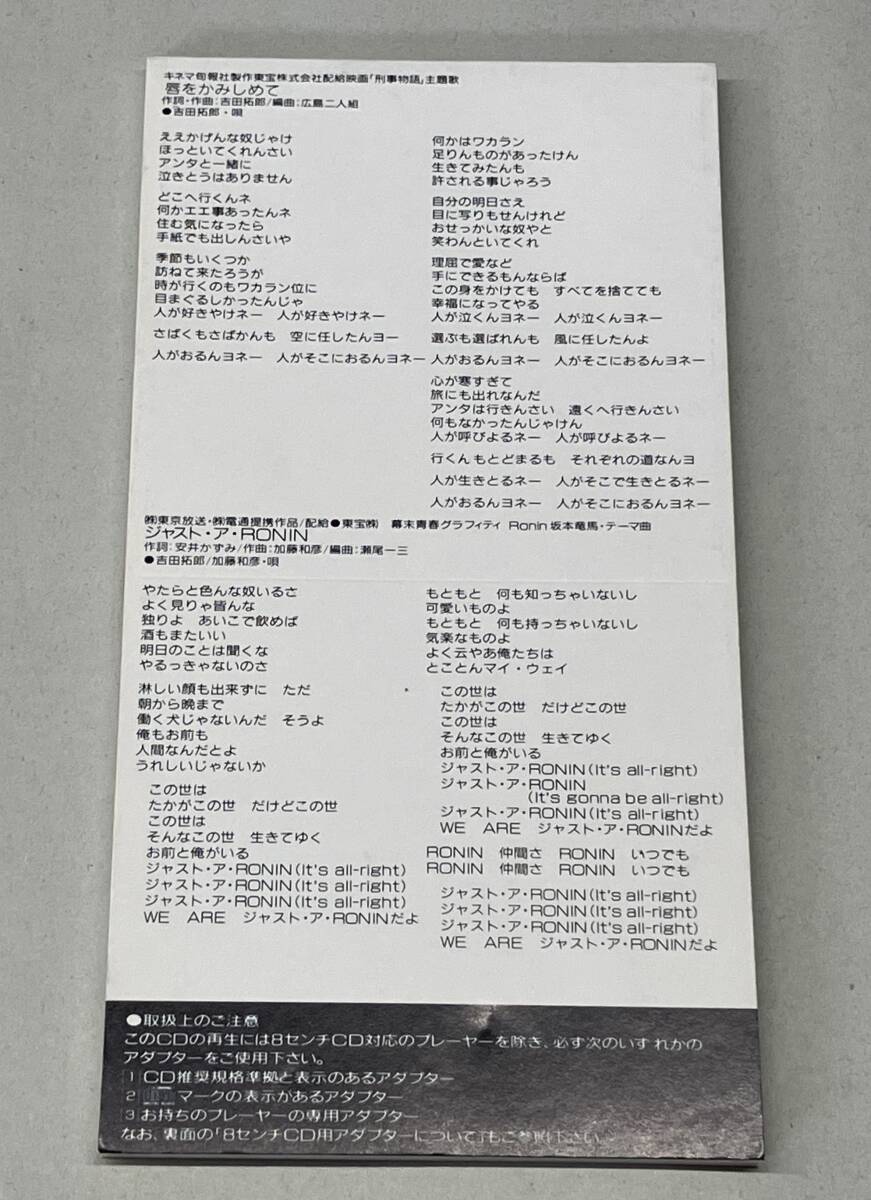 キネマ旬報社製作東宝株式会社配給映画「刑事物語」主題歌
唇をかみしめて
作詞・作曲:吉田拓郎/編曲:広島二人組
●吉田拓郎・唄
ええかげんな奴じゃけ
ほっといてくれんさい
アンタと一緒に
泣きとうはありません
どこへ行くんネ
何かエエ事あったんネ
住む気になったら
手紙でも出しんさいや
季節もいくつか
訪ねて来たろうが
時が行くのもワカラン位に
目まぐるしかったんじゃ
人が好きやけネー 人が好きやけネー
さばくもさばかんも 空に任したんヨー
人がおるんヨネー 人がそこにおるんヨネー
何かはワカラン
足りんものがあったけん
生きてみたんも
許される事じゃろう
自分の明日さえ
目に写りもせんけれど
おせっかいな奴やと
笑わんといてくれ
理屈で愛など
手にできるもんならば
この身をかけても すべてを捨てても
幸福になってやる
人が泣くんヨネー 人が泣くんヨネー
選ぶも選ばれんも 風に任したんよ
人がおるんヨネー 人がそこにおるんヨネー
心が寒すぎて
旅にも出れなんだ
アンタは行きんさい 遠くへ行きんさい
何もなかったんじゃけん
人が呼びよるネー 人が呼びよるネー
行くんもとどまるも それぞれの道なんヨ
人が生きとるネー 人がそこで生きとるネー
人がおるんヨネー 人がそこにおるんヨネー
㈱東京放送・㈱電通提携作品/配給●東宝㈱ 幕末青春グラフィティ Ronin坂本竜馬・テーマ曲
ジャスト・ア・RONIN
作詞:安井かずみ/作曲:加藤和彦/編曲:瀬尾一三
●吉田拓郎/加藤和彦・唄
やたらと色んな奴いるさ
よく見りゃ皆んな
独りよ あいこで飲めば
酒もまたいい
明日のことは聞くな
やるっきゃないのさ
淋しい顔も出来ずに ただ
朝から晩まで
働く犬じゃないんだ そうよ
俺もお前も
人間なんだとよ
うれしいじゃないか
この世は
たかがこの世 だけどこの世
この世は
そんなこの世 生きてゆく
お前と俺がいる
ジャスト・ア・RONIN(It's all-right)
ジャスト・ア・RONIN(It's all-right)
ジャスト・ア・RONIN(It's all-right)
WE ARE ジャスト・ア・RONINだよ
もともと 何も知っちゃいないし
可愛いものよ
もともと 何も持っちゃいないし
気楽なものよ
よく云やあ俺たちは
とことんマイ・ウェイ
この世は
たかがこの世 だけどこの世
この世は
そんなこの世 生きてゆく
お前と俺がいる
ジャスト・ア・RONIN(It's all-right)
ジャスト・ア・RONIN
(It's gonna be all-right)
ジャスト・ア・RONIN(It's all-right)
WE ARE ジャスト・ア・RONINだよ
RONIN 仲間さ RONIN いつでも
RONIN 仲間さ RONIN いつでも
ジャスト・ア・RONIN(It's all-right)
ジャスト・ア・RONIN(It's all-right)
ジャスト・ア・RONIN(It's all-right)
WE ARE ジャスト・ア・RONINだよ
●取扱上のご注意
このCDの再生には8センチCD対応のプレーヤーを除き、必ず次のいずれかの
アダプターをご使用下さい。
1 CD推奨規格準拠と表示のあるアダプター
2 マークの表示があるアダプター
3 お持ちのプレーヤーの専用アダプター
なお、裏面の「8センチCD用アダプターについて」もご参照下さい。